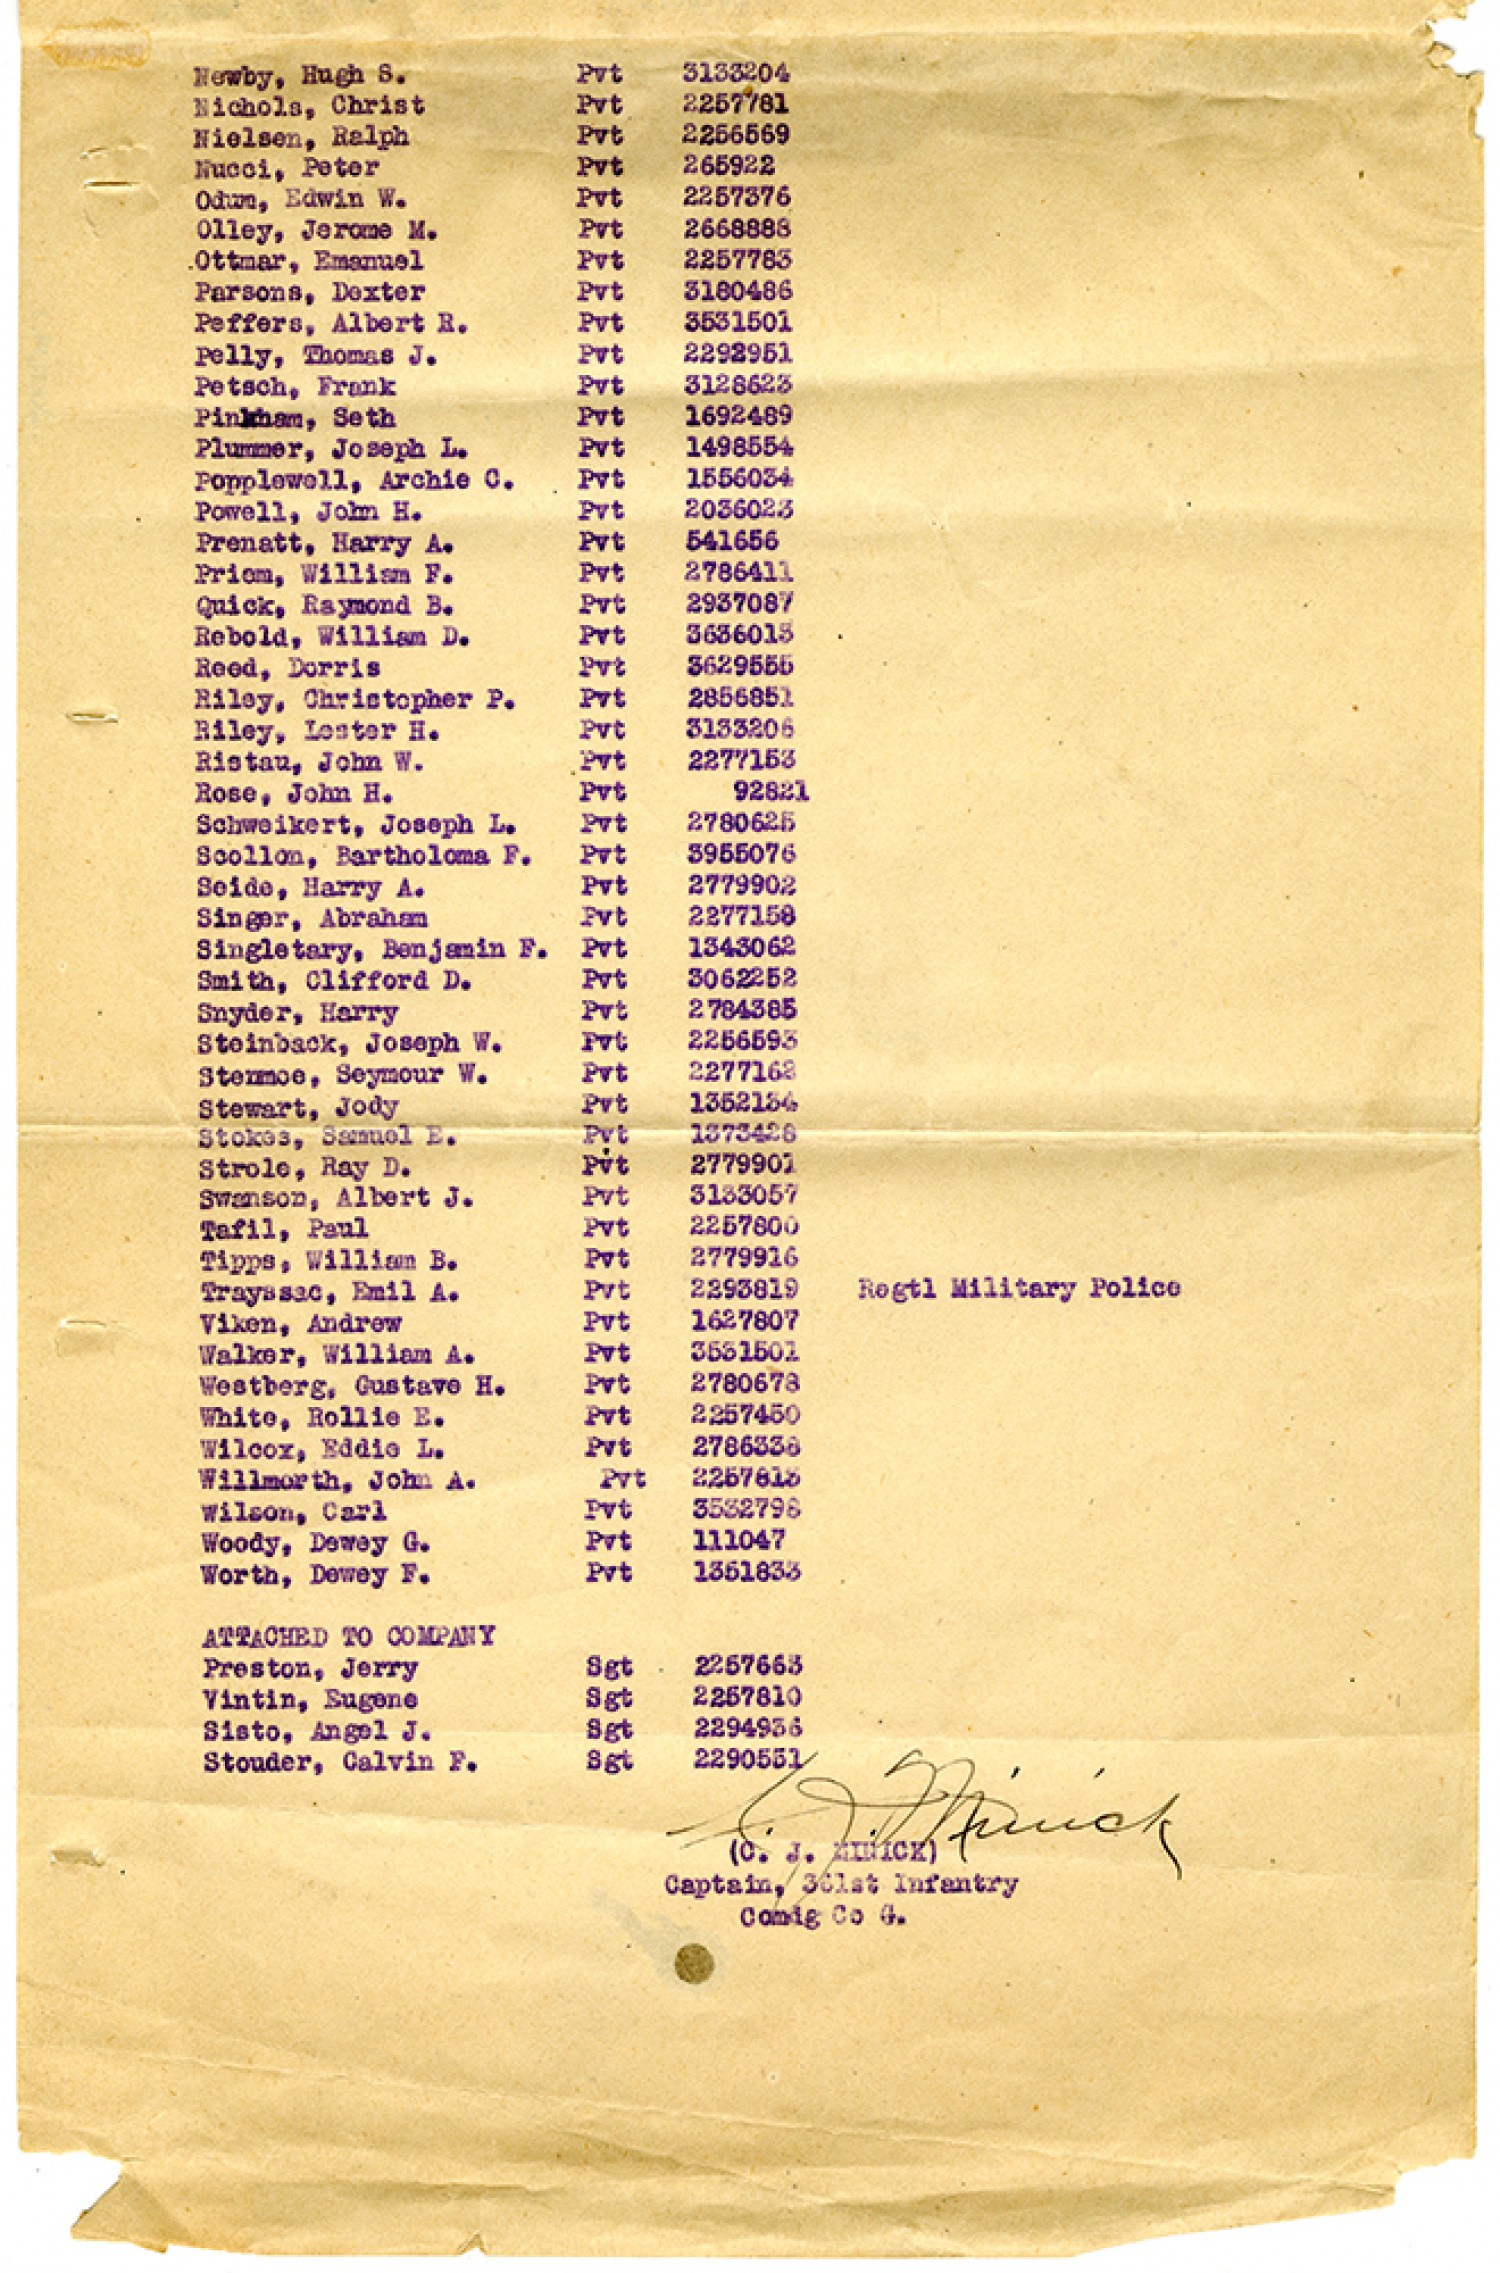 Newby, Hugh S. Pvt 3133204
Nichols, Christ Pvt 2257781
Nielsen, Ralph Pvt 2256569
Nucci, Peter Pvt 265922
Odum, Edwin W. Pvt 2257376
Olley, Jerome M. Pvt 2668888
Ottmar, Emanuel Pvt 2257783
Parsons, Dexter Pvt 3180486
Peffers, Albert R. Pvt 3531501
Pelly, Thomas J. Pvt 2292951
Petsch, Frank Pvt 3128623
Pinkham, Seth Pvt 1692489
Plummer, Joseph L. Pvt 1498554
Popplewell, Archie C. Pvt 1556034
Powell, John H. Pvt 2036023
Prenatt, Harry A. Pvt 541656
Priem, William F. Pvt 2786411
Quick, Raymond B. Pvt 2937087
Rebold, William D. Pvt 3636013
Reed, Dorris Pvt 3629555
Riley, Christopher P. Pvt 2856851
Riley, Lester H. Pvt 3133206
Ristau, John W. Pvt 2277153
Rose, John H. Pvt 92821
Schweikert, Joseph L. Pvt 2780625
Scollon, Bartholoma F. Pvt 3955076
Seide, Harry A. Pvt 2779902
Singer, Abraham Pvt 2277158
Singletary, Benjamin F. Pvt 1343062
Smith, Clifford D. Pvt 3062252
Snyder, Harry Pvt 2784385
Steinback, Joseph W. Pvt 2256593
Stenmoe, Seymour W. Pvt 2277162
Stewart, Jody Pvt 1352134
Stokes, Samuel E. Pvt 1373428
Strole, Ray D. Pvt 2779901
Swanson, Albert J. Pvt 3133057
Tafil, Paul Pvt 2257800
Tipps, William B. Pvt 2779916
Trayssac, Emil A. Pvt 2293819 Regtl Military Police
Viken, Andrew Pvt 1627807
Walker, William A. Pvt 3531501
Westberg, Gustave H. Pvt 2780678
White, Rollie E. Pvt 2257450
Wilcox, Eddie L. Pvt 2786338
Willmorth, John A. Pvt 2257813
Wilson, Carl Pvt 3532798
Woody, Dewey G. Pvt 111047
Worth, Dewey F. Pvt 1351833
ATTACHED TO COMPANY
Preston, Jerry Sgt 2257663
Vintin, Eugene Sgt 2257810
Sisto, Angel J. Sgt 2294936
Stouder, Calvin F. Sgt 2290551
C. J. Minick
(C. J. MINICK)
Captain, 361st Infantry
Comdg Co G.